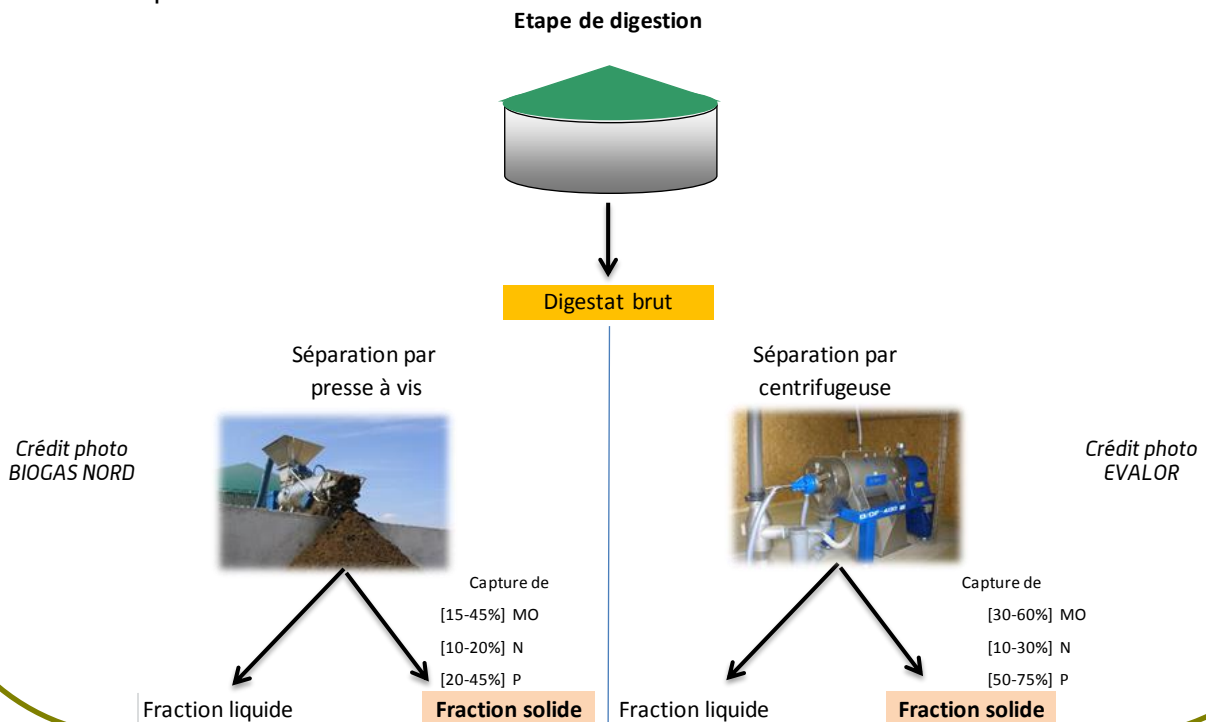 Etape de digestion
Digestat brut
Séparation par
presse à vis
Séparation par
centrifugeuse
Crédit photo
BIOGAS NORD
Crédit photo
EVALOR
Capture de
[15-45%] MO
[10-20%] N
[20-45%] P
Capture de
[30-60%] MO
[10-30%] N
[50-75%] P
Fraction liquide
Fraction solide
Fraction liquide
Fraction solide